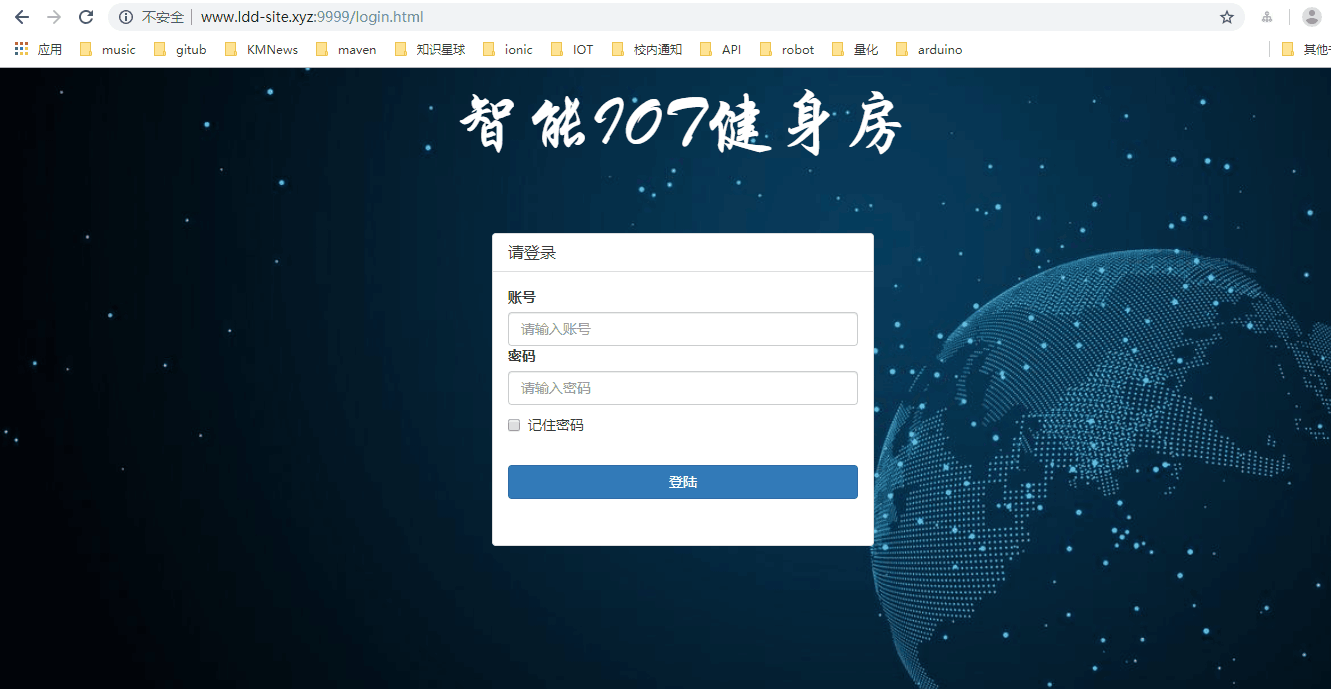 不安全 | www.ldd-site.xyz:9999/login.html
应用 music gitub KMNews maven 知识星球 ionic IOT 校内通知 API robot 量化 arduino
智能IOT健身房
请登录
账号
请输入账号
密码
请输入密码
记住密码
登陆